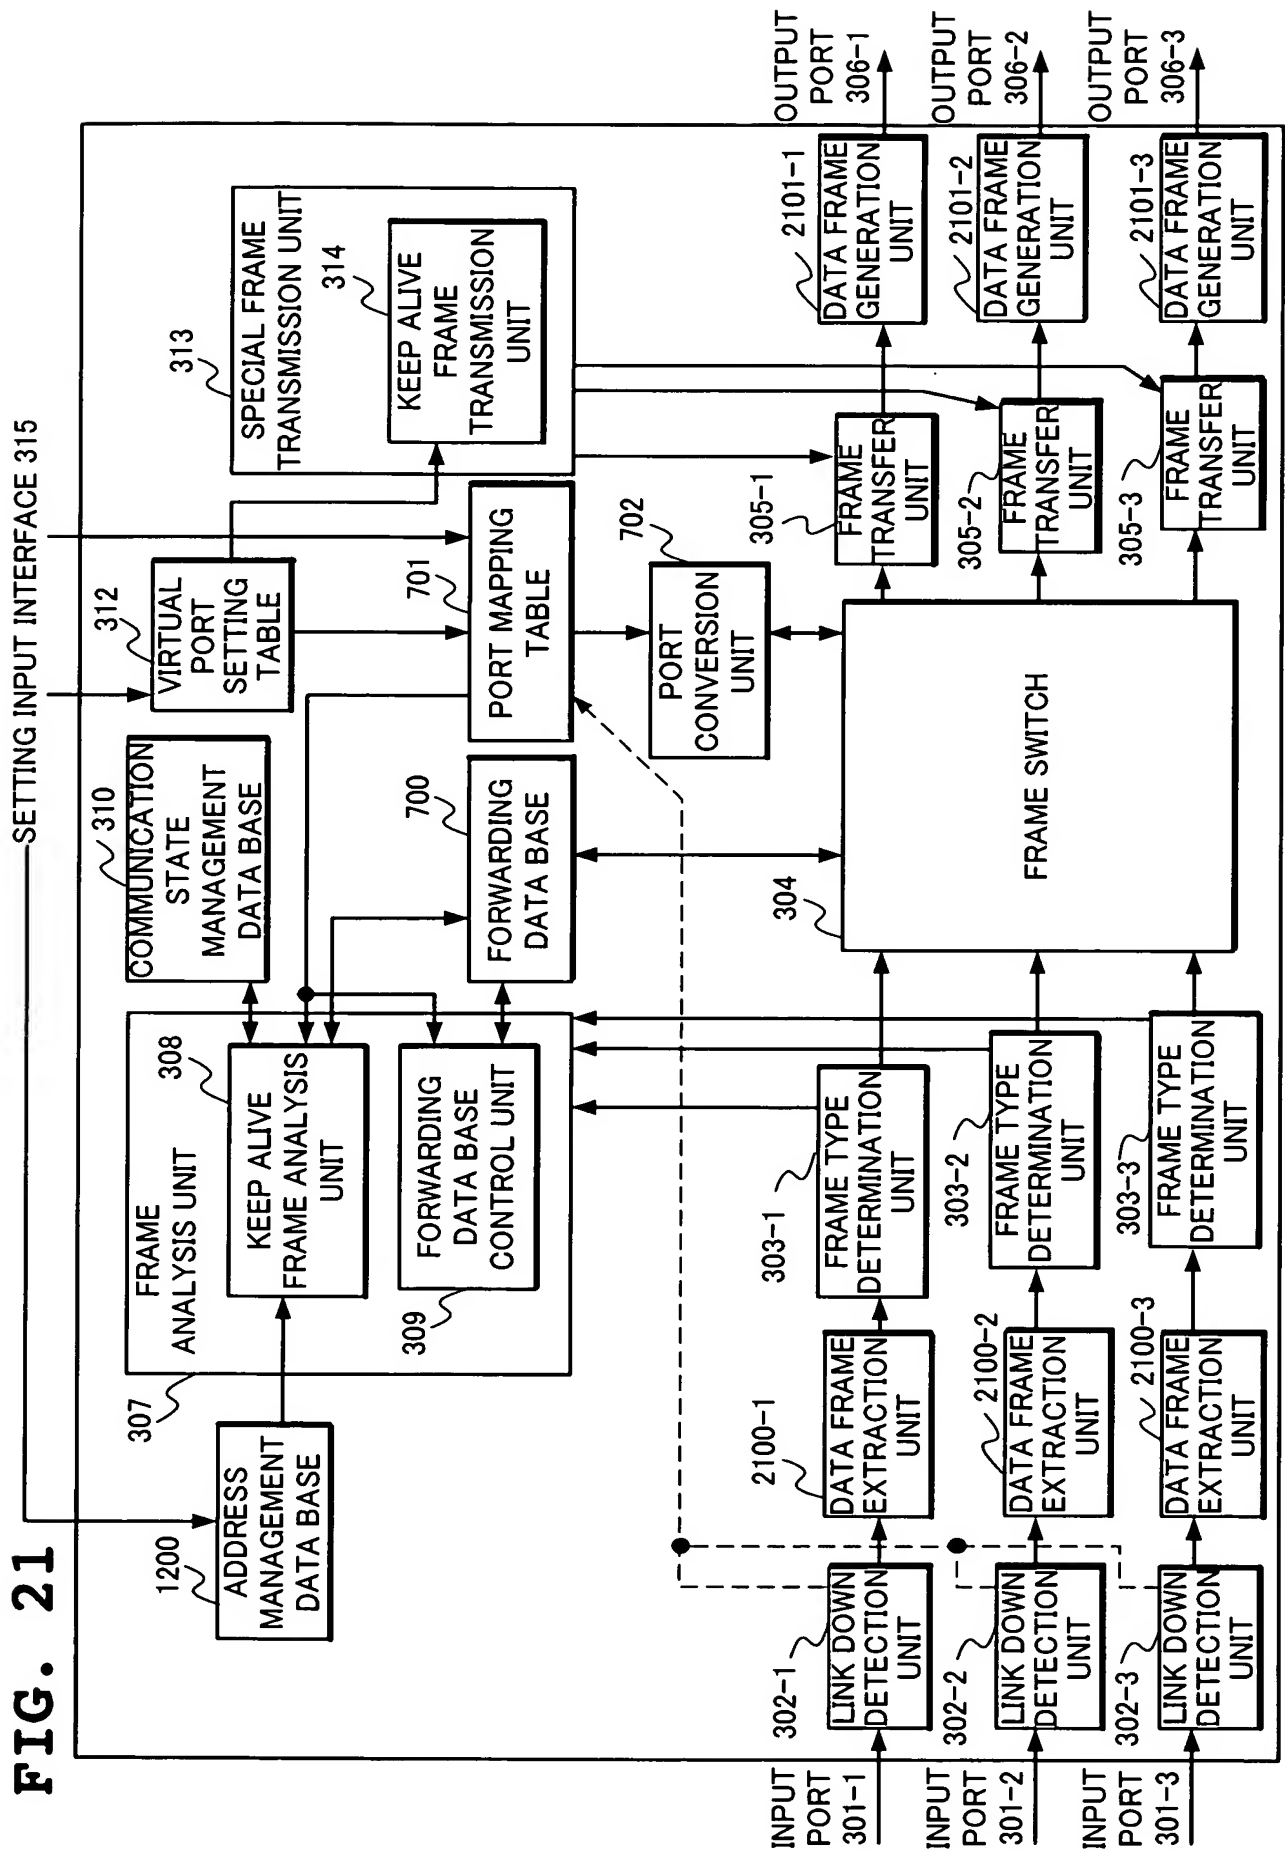 FIG. 21
SETTING INPUT INTERFACE 315
1200
ADDRESS
MANAGEMENT
DATA BASE
307
FRAME
ANALYSIS UNIT
308
KEEP ALIVE
FRAME ANALYSIS
UNIT
309
FORWARDING
DATA BASE
CONTROL UNIT
310
COMMUNICATION
STATE
MANAGEMENT
DATA BASE
312
VIRTUAL
PORT
SETTING
TABLE
313
SPECIAL FRAME
TRANSMISSION UNIT
314
KEEP ALIVE
FRAME
TRANSMISSION
UNIT
700
FORWARDING
DATA BASE
701
PORT MAPPING
TABLE
702
PORT
CONVERSION
UNIT
INPUT
PORT
301-1
302-1
LINK DOWN
DETECTION
UNIT
2100-1
DATA FRAME
EXTRACTION
UNIT
303-1
FRAME TYPE
DETERMINATION
UNIT
304
FRAME SWITCH
305-1
FRAME
TRANSFER
UNIT
2101-1
DATA FRAME
GENERATION
UNIT
OUTPUT
PORT
306-1
INPUT
PORT
301-2
302-2
LINK DOWN
DETECTION
UNIT
2100-2
DATA FRAME
EXTRACTION
UNIT
303-2
FRAME TYPE
DETERMINATION
UNIT
305-2
FRAME
TRANSFER
UNIT
2101-2
DATA FRAME
GENERATION
UNIT
OUTPUT
PORT
306-2
INPUT
PORT
301-3
302-3
LINK DOWN
DETECTION
UNIT
2100-3
DATA FRAME
EXTRACTION
UNIT
303-3
FRAME TYPE
DETERMINATION
UNIT
305-3
FRAME
TRANSFER
UNIT
2101-3
DATA FRAME
GENERATION
UNIT
OUTPUT
PORT
306-3